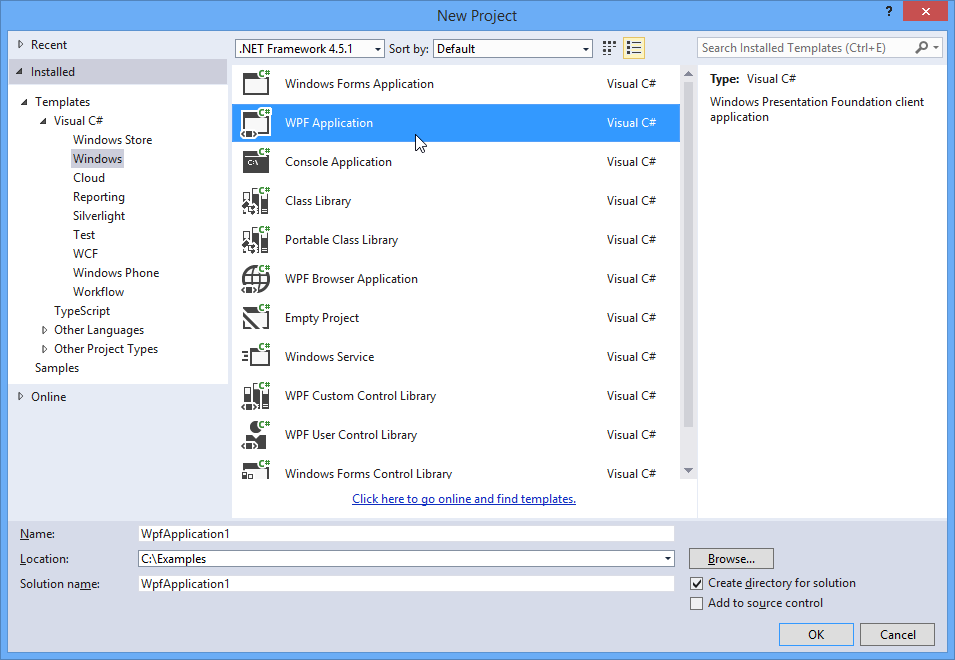 New Project
?
Recent
Installed
Templates
Visual C#
Windows Store
Windows
Cloud
Reporting
Silverlight
Test
WCF
Windows Phone
Workflow
TypeScript
Other Languages
Other Project Types
Samples
Online
.NET Framework 4.5.1 Sort by: Default
C# Windows Forms Application Visual C#
C# WPF Application Visual C#
C# C:\ Console Application Visual C#
C# Class Library Visual C#
C# Portable Class Library Visual C#
C# WPF Browser Application Visual C#
C# Empty Project Visual C#
C# Windows Service Visual C#
C# WPF Custom Control Library Visual C#
C# WPF User Control Library Visual C#
C# Windows Forms Control Library Visual C#
Click here to go online and find templates.
Search Installed Templates (Ctrl+E)
Type: Visual C#
Windows Presentation Foundation client
application
Name: WpfApplication1
Location: C:\Examples Browse...
Solution name: WpfApplication1
Create directory for solution
Add to source control
OK Cancel